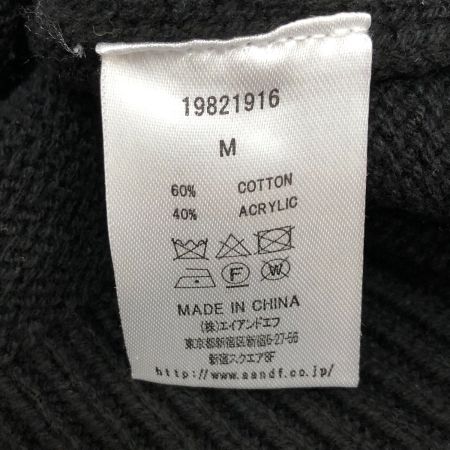 19821916
M
60% COTTON
40% ACRYLIC
F W
MADE IN CHINA
(株)エイアンドエフ
東京都新宿区新宿6-27-56
新宿スクエア8F
http://www.aandf.co.jp/